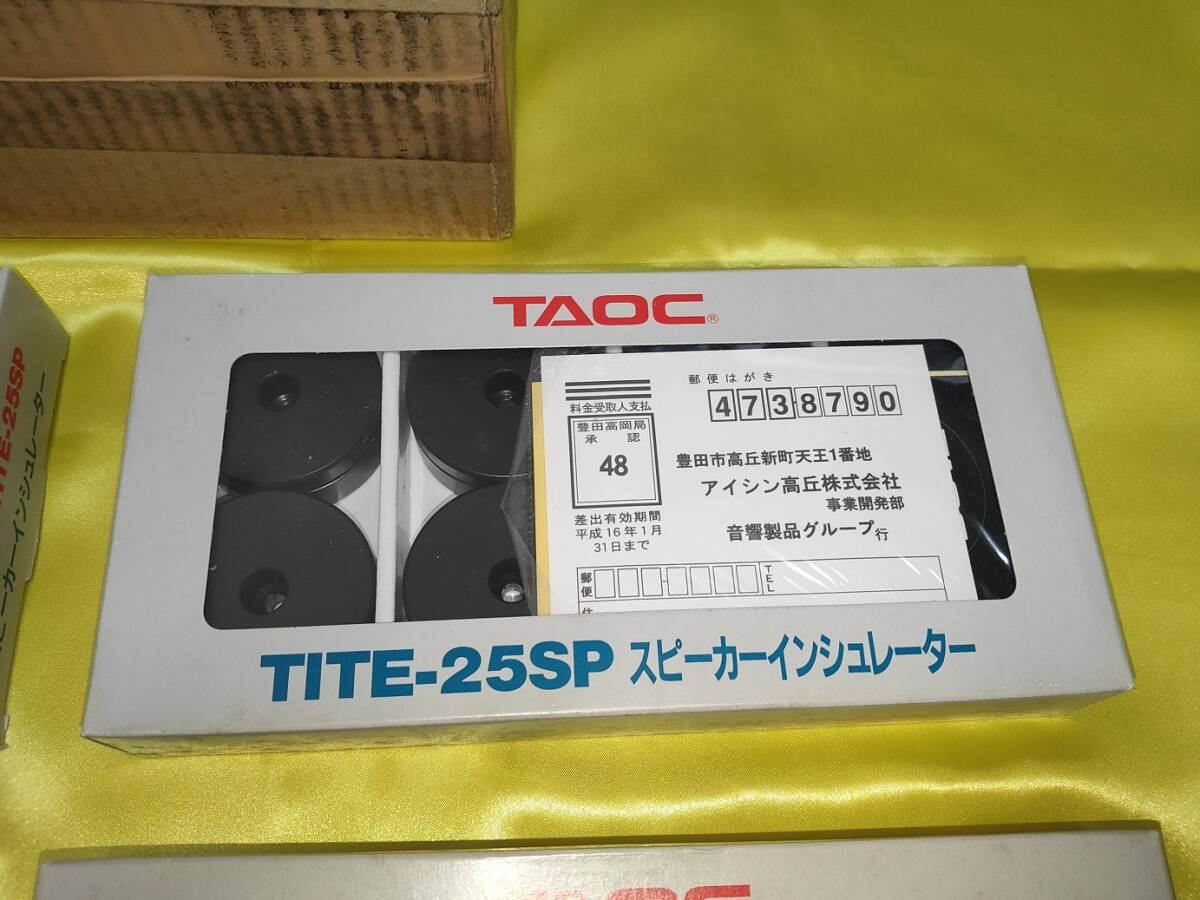 TAOC®
郵便はがき
料金受取人支払
473-8790
豊田高岡局
承認
48
差出有効期間
平成16年1月
31日まで
豊田市高丘新町天王1番地
アイシン高丘株式会社
事業開発部
音響製品グループ行
郵便
TEL
住
TITE-25SP スピーカーインシュレーター
TITE-25SP
ピーカーインシュレーター
TAOC